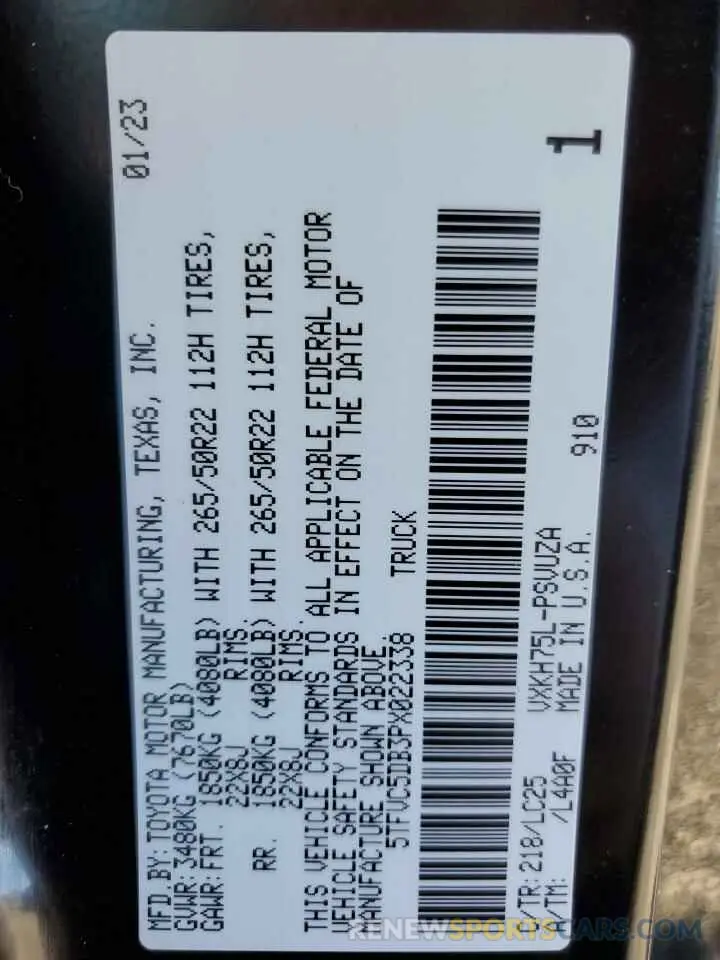 MFD.BY:TOYOTA MOTOR MANUFACTURING, TEXAS, INC. 01/23
GVWR:3480KG (7670LB)
GAWR:FRT. 1850KG (4080LB) WITH 265/50R22 112H TIRES,
22X8J RIMS.
RR. 1850KG (4080LB) WITH 265/50R22 112H TIRES,
22X8J RIMS.
THIS VEHICLE CONFORMS TO ALL APPLICABLE FEDERAL MOTOR
VEHICLE SAFETY STANDARDS IN EFFECT ON THE DATE OF
MANUFACTURE SHOWN ABOVE.
5TFVC5DB3PX022338 TRUCK
C/TR:218/LC25 VXKH75L-PSVUZA 910 1
/TM: /L4A0F MADE IN U.S.A.
RENEWSPORTSCARS.COM